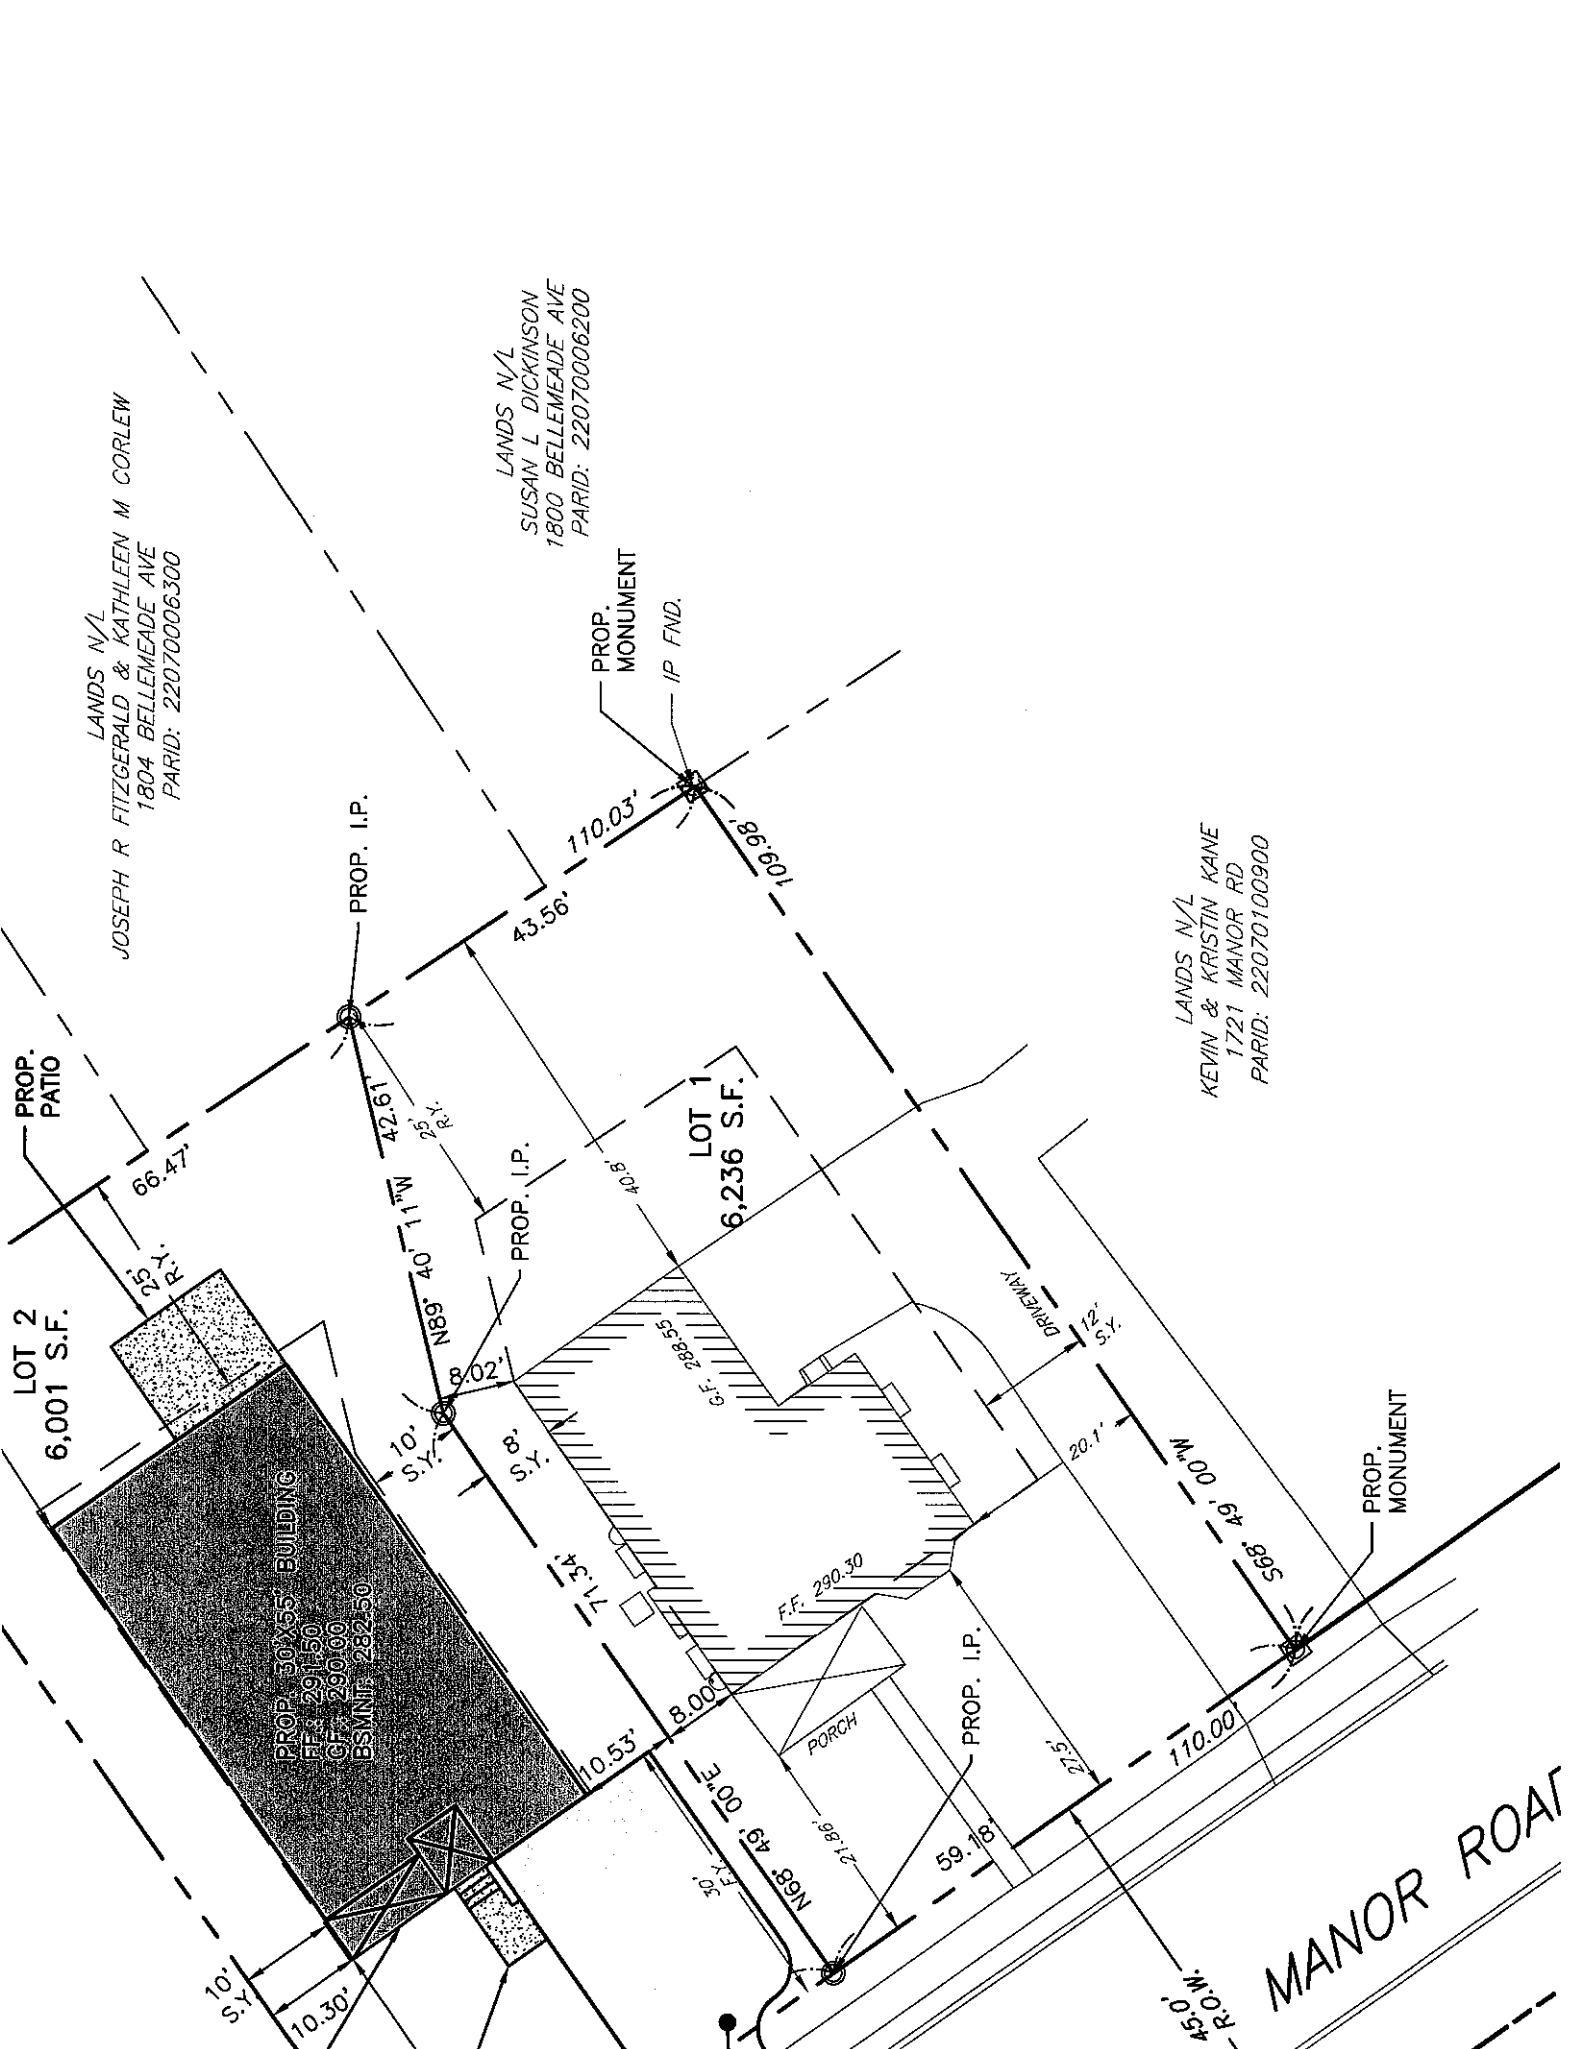 LANDS N/L
JOSEPH R FITZGERALD & KATHLEEN M CORLEW
1804 BELLEMEADE AVE
PARID: 220700006300
LANDS N/L
SUSAN L DICKINSON
1800 BELLEMEADE AVE
PARID: 220700006200
PROP.
MONUMENT
IP FND.
110.03'
109.98'
43.56'
PROP. I.P.
PROP.
PATIO
66.47'
LOT 2
6,001 S.F.
25'
R.Y.
N89° 40' 11"W 42.61'
25'
R.Y.
PROP. I.P.
8.02'
40.8'
LOT 1
6,236 S.F.
LANDS N/L
KEVIN & KRISTIN KANE
1721 MANOR RD
PARID: 22070100900
PROP. 30'X55' BUILDING
FF.: 291.50
GF.: 290.00
BSMNT: 282.50
10'
S.Y.
8'
S.Y.
G.F. 288.55
DRIVEWAY
12'
S.Y.
20.1'
71.34'
F.F. 290.30
S68° 49' 00"W
PROP.
MONUMENT
8.00'
10.53'
PORCH
PROP. I.P.
27.5'
110.00'
N68° 49' 00"E
30'
F.Y.
21.86'
59.18'
10'
S.Y.
10.30'
45.0'
R.O.W.
MANOR ROAD